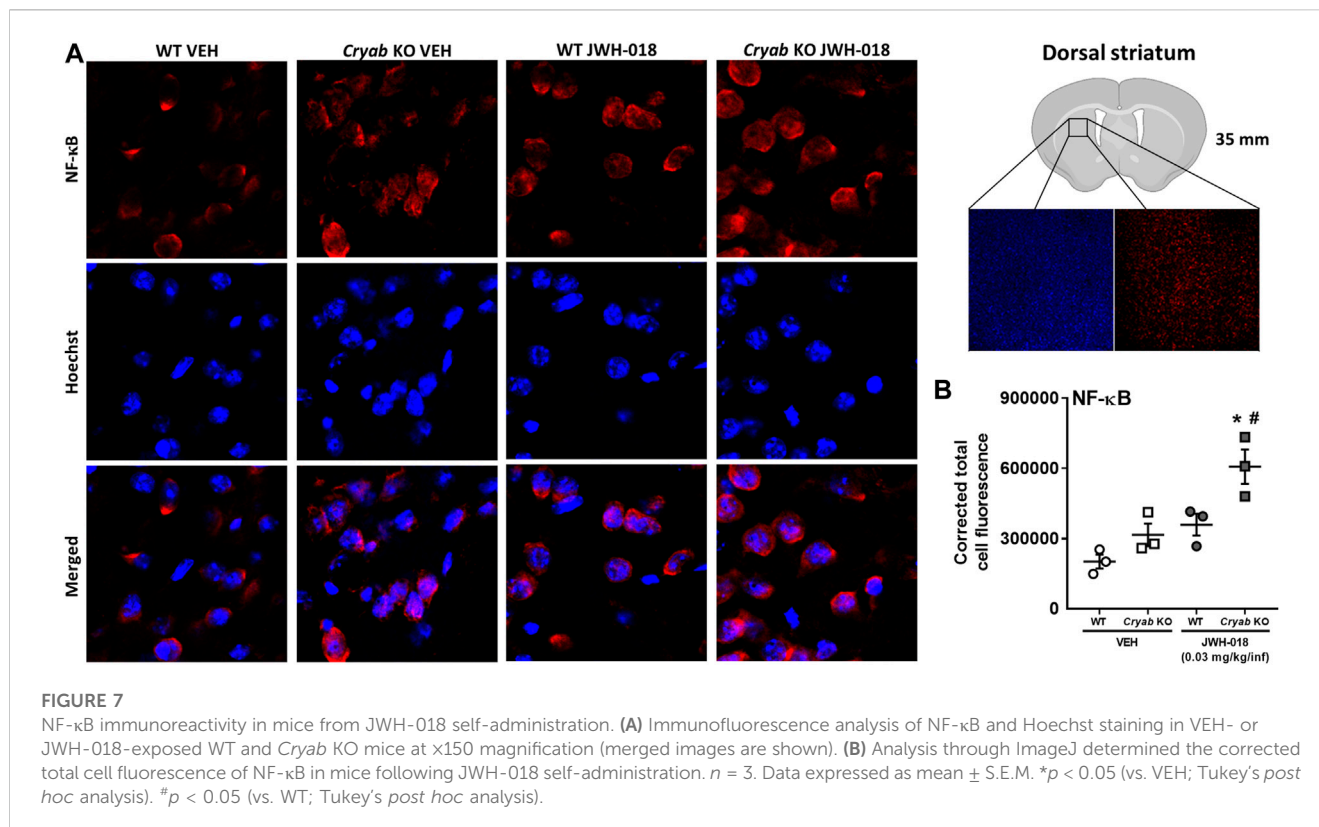 A
WT VEH
Cryab KO VEH
WT JWH-018
Cryab KO JWH-018
NF-κB
Hoechst
Merged
Dorsal striatum
35 mm
B
NF-κB
* #
Corrected total
cell fluorescence
900000
600000
300000
0
WT
Cryab KO
WT
Cryab KO
VEH
JWH-018
(0.03 mg/kg/inf)
FIGURE 7
NF-κB immunoreactivity in mice from JWH-018 self-administration. (A) Immunofluorescence analysis of NF-κB and Hoechst staining in VEH- or
JWH-018-exposed WT and Cryab KO mice at ×150 magnification (merged images are shown). (B) Analysis through ImageJ determined the corrected
total cell fluorescence of NF-κB in mice following JWH-018 self-administration. n = 3. Data expressed as mean ± S.E.M. *p < 0.05 (vs. VEH; Tukey's post
hoc analysis). #p < 0.05 (vs. WT; Tukey's post hoc analysis).